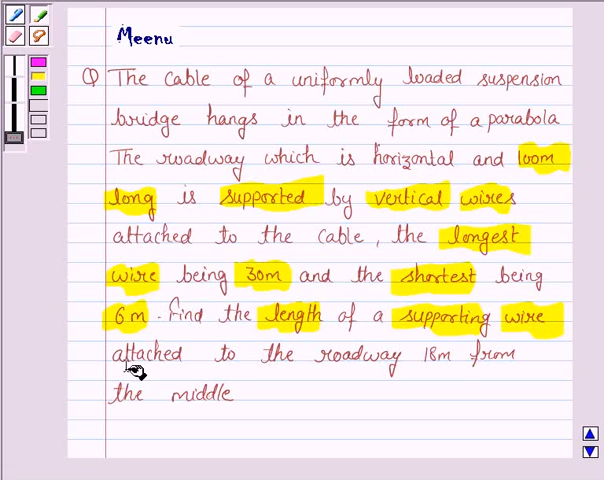 Meenu
Q The cable of a uniformly loaded suspension
bridge hangs in the form of a parabola
The roadway which is horizontal and 100m
long is supported by vertical wires
attached to the cable, the longest
wire being 30m and the shortest being
6m. Find the length of a supporting wire
attached to the roadway 18m from
the middle